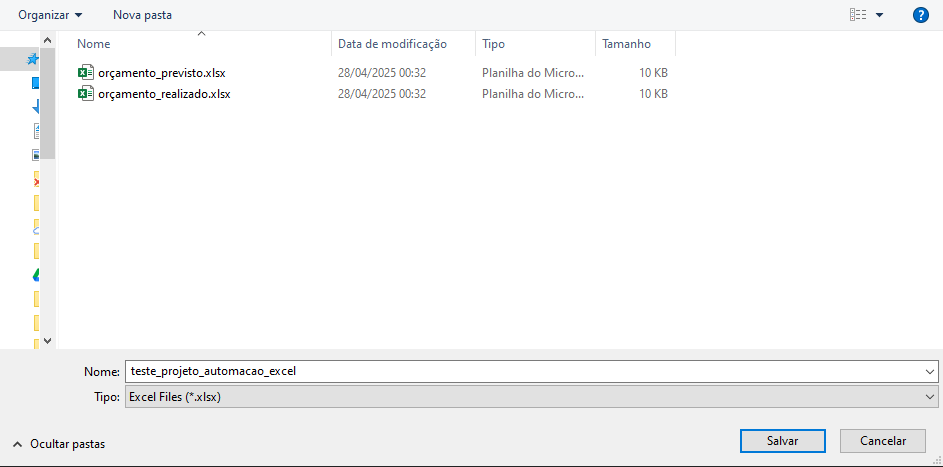 Organizar Nova pasta
Nome Data de modificação Tipo Tamanho
orçamento_previsto.xlsx 28/04/2025 00:32 Planilha do Micro... 10 KB
orçamento_realizado.xlsx 28/04/2025 00:32 Planilha do Micro... 10 KB
Nome: teste_projeto_automacao_excel
Tipo: Excel Files (*.xlsx)
Ocultar pastas Salvar Cancelar